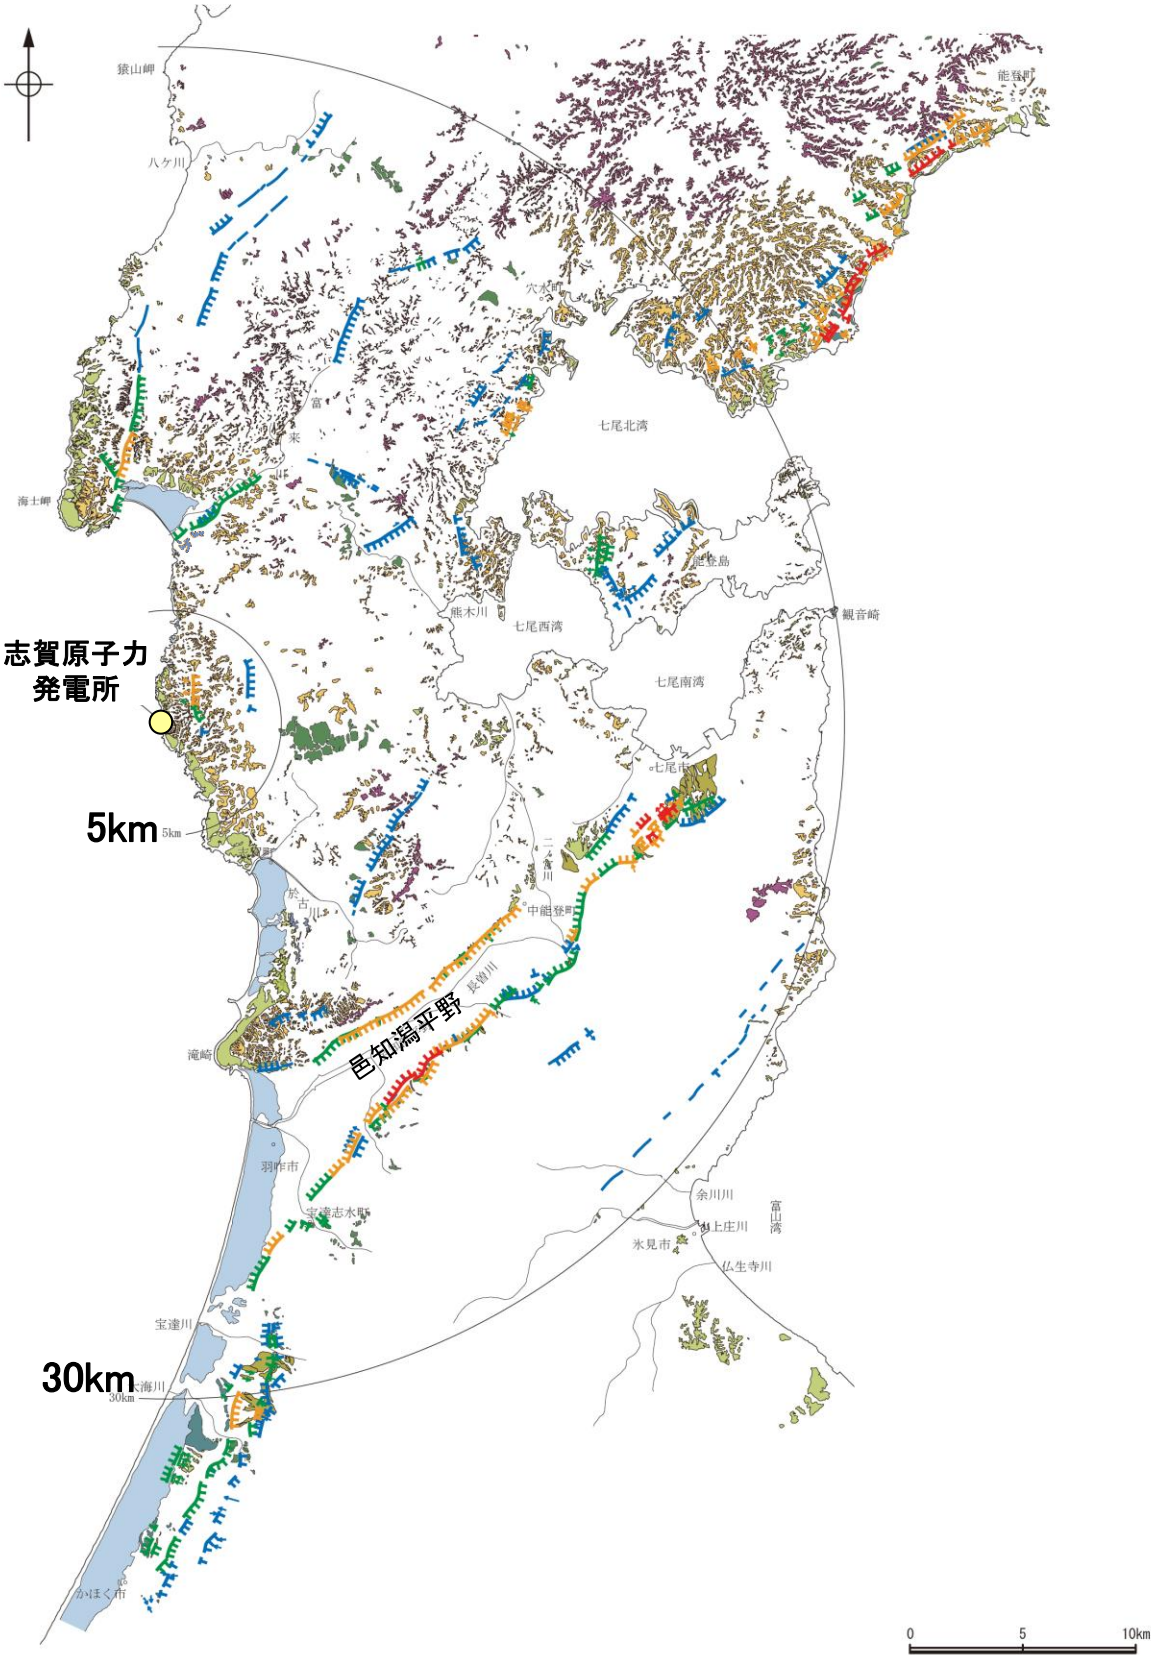 猿山岬
能登町
八ケ川
穴水町
富
来
川
七尾北湾
海士岬
能登島
熊木川
七尾西湾
観音崎
志賀原子力
発電所
七尾南湾
七尾市
5km
5km
志賀町
二ノ宮川
於
古
川
中能登町
長曽川
邑知潟平野
滝崎
羽咋市
余川川
宝達志水町
富山湾
上庄川
氷見市
仏生寺川
宝達川
30km
大海川
30km
かほく市
0 5 10km